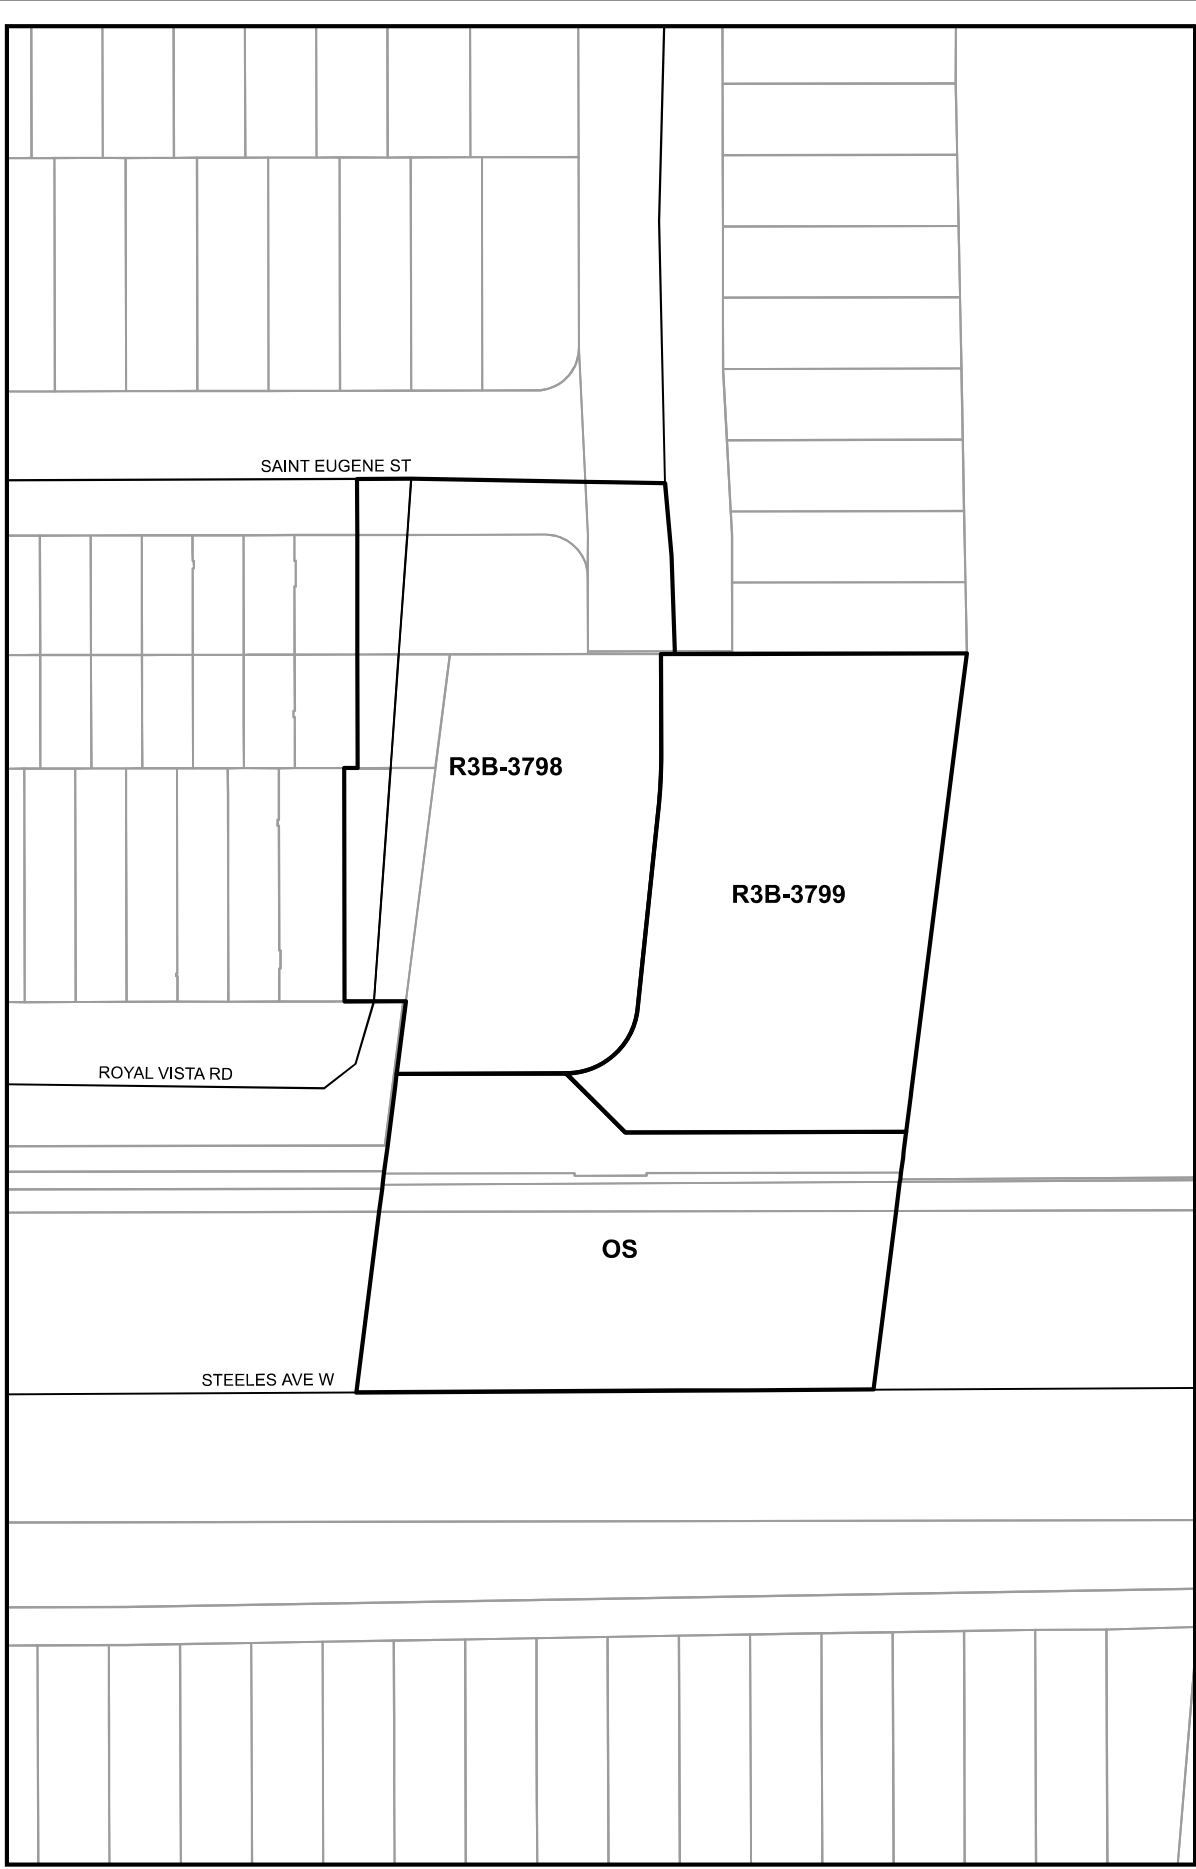 SAINT EUGENE ST
R3B-3798
R3B-3799
ROYAL VISTA RD
OS
STEELES AVE W